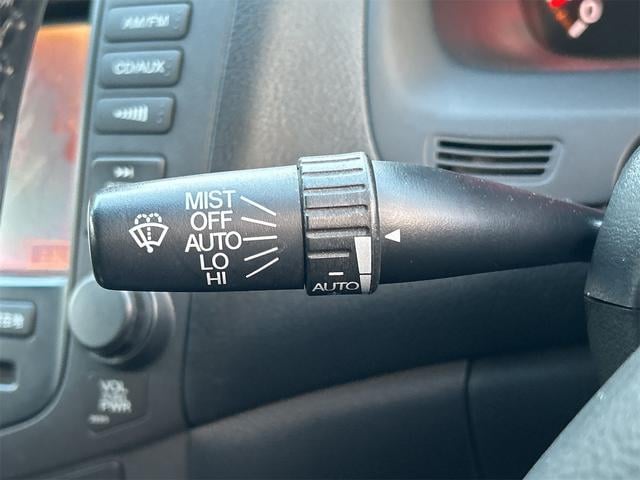 AM/FM
CD/AUX
MIST
OFF
AUTO
LO
HI
AUTO
VOL
PWR